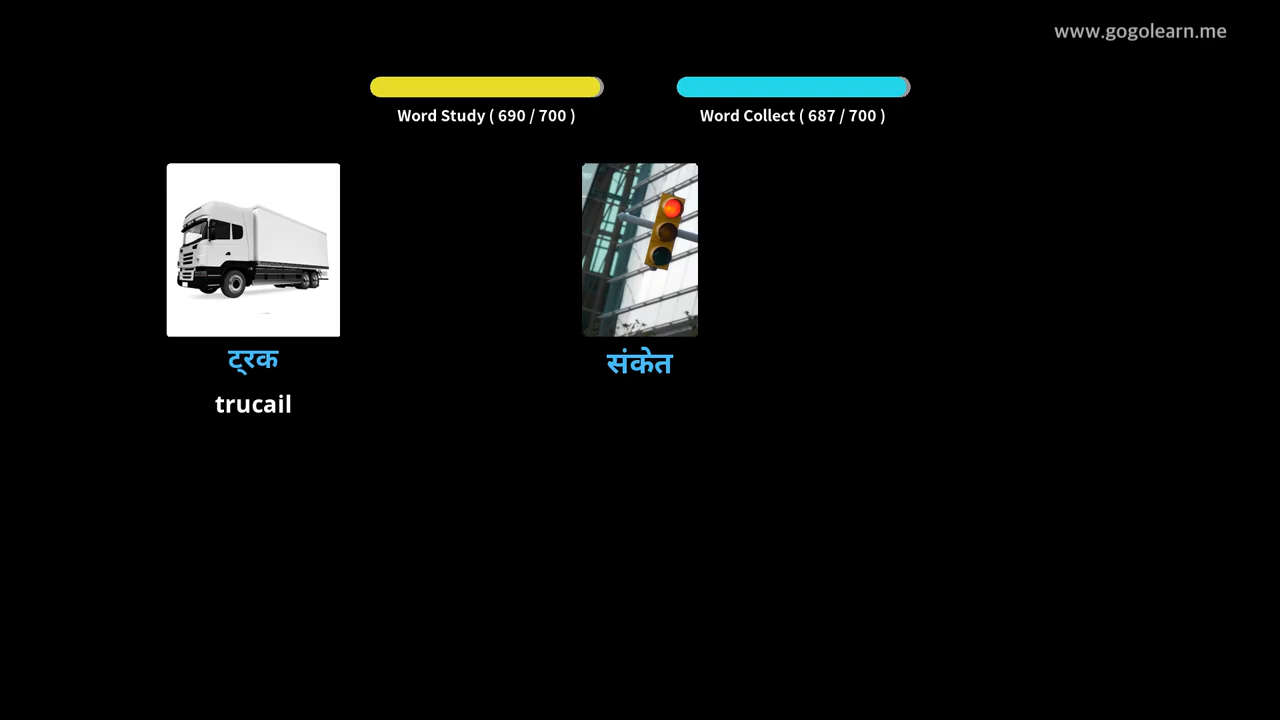 www.gogolearn.me
Word Study ( 690 / 700 )
Word Collect ( 687 / 700 )
ट्रक
trucail
संकेत